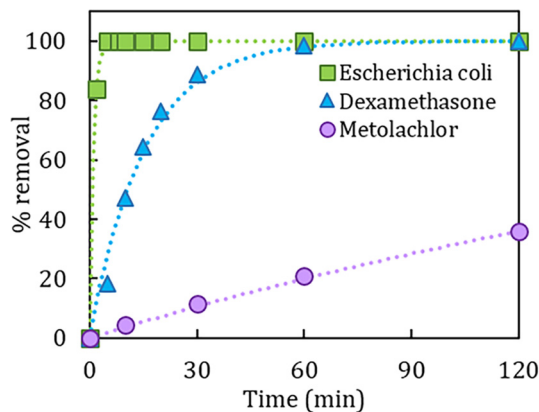 100
80
60
40
20
0
% removal
Escherichia coli
Dexamethasone
Metolachlor
0 30 60 90 120
Time (min)